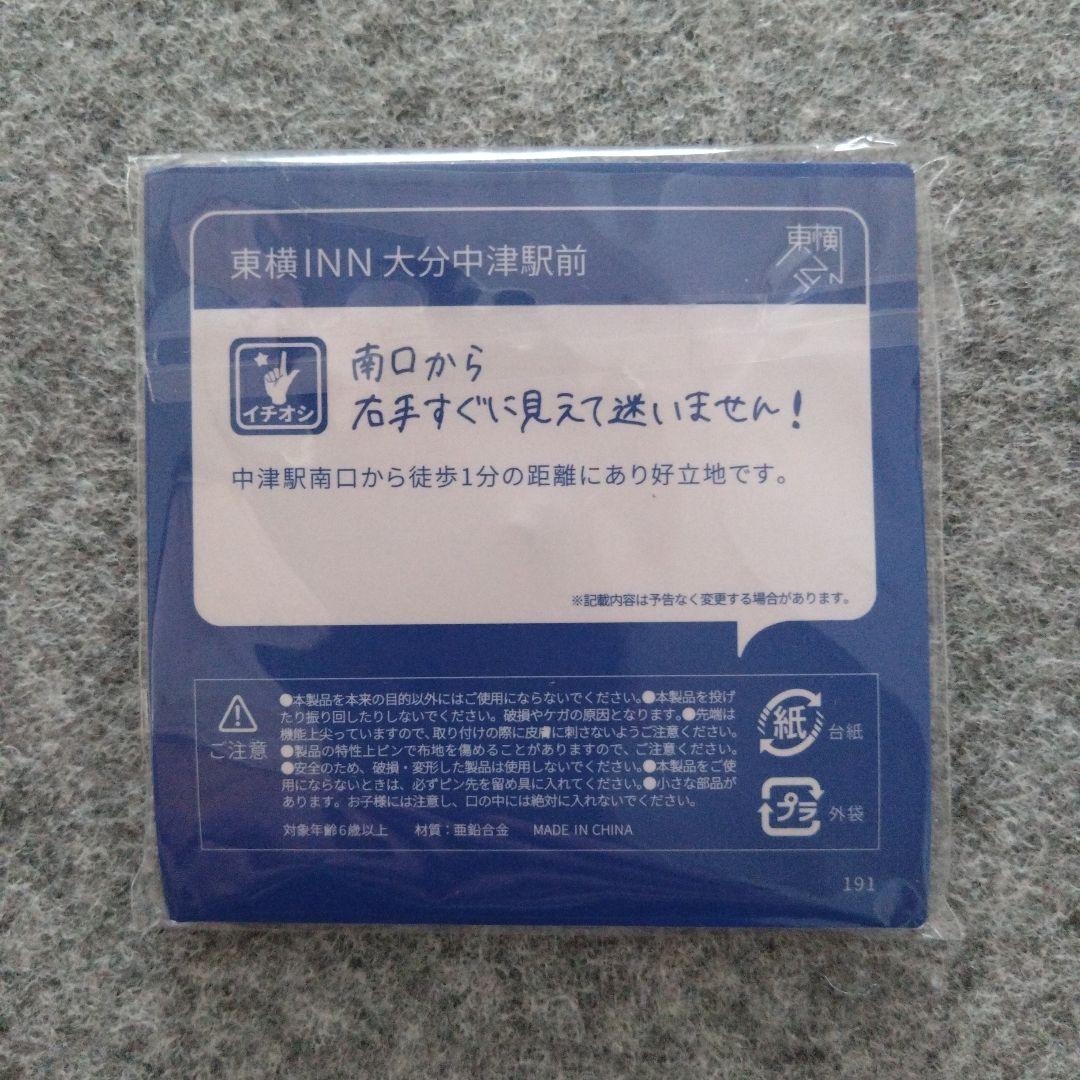 東横INN 大分中津駅前
東横
イチオシ
南口から
右手すぐに見えて迷いません！
中津駅南口から徒歩1分の距離にあり好立地です。
※記載内容は予告なく変更する場合があります。
ご注意
●本製品を本来の目的以外にはご使用にならないでください。●本製品を投げ
たり振り回したりしないでください。破損やケガの原因となります。●先端は
機能上尖っていますので、取り付けの際に皮膚に刺さないようご注意ください。
●製品の特性上ピンで布地を傷めることがありますので、ご注意ください。
●安全のため、破損・変形した製品は使用しないでください。●本製品をご使
用にならないときは、必ずピン先を留め具に入れてください。●小さな部品が
あります。お子様には注意し、口の中には絶対に入れないでください。
対象年齢6歳以上 材質：亜鉛合金 MADE IN CHINA
紙 台紙
プラ 外袋
191